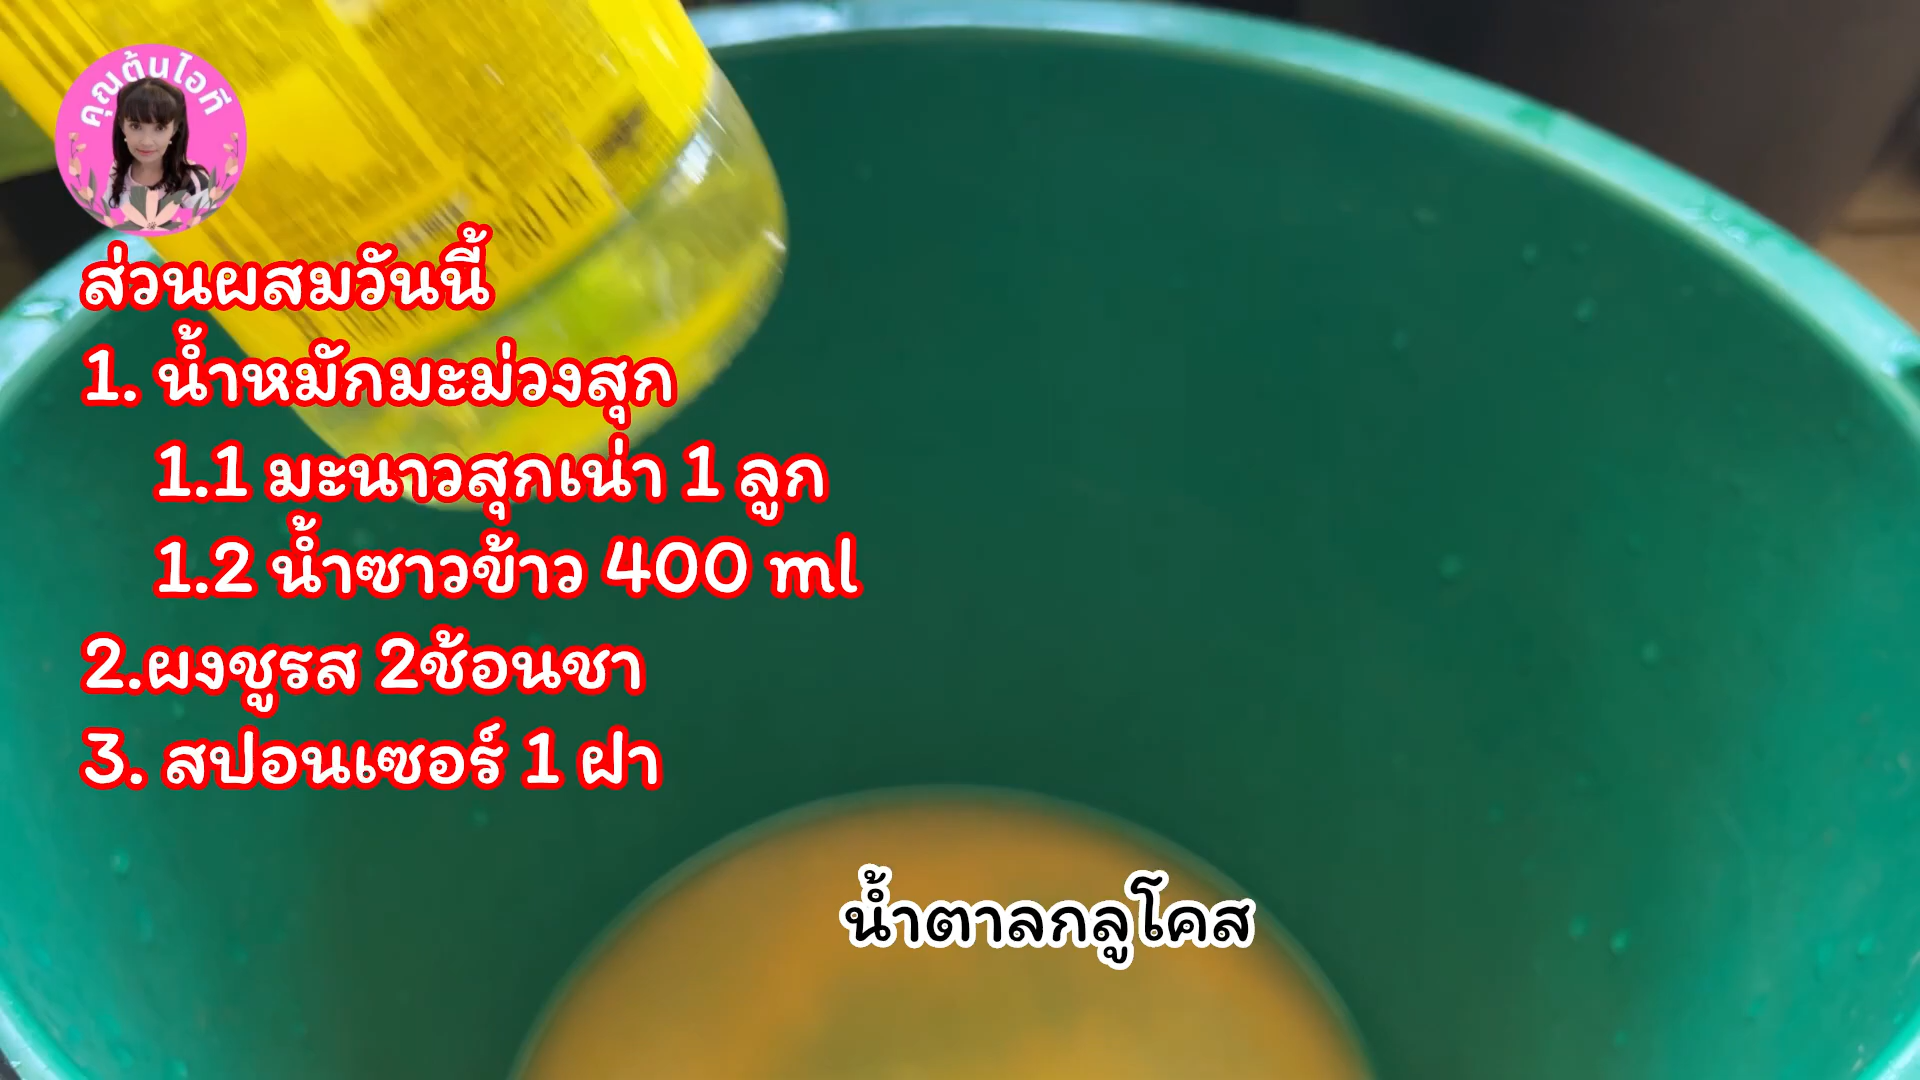 คุณต้นไอที
ส่วนผสมวันนี้
1. น้ำหมักมะม่วงสุก
1.1 มะนาวสุกเน่า 1 ลูก
1.2 น้ำซาวข้าว 400 ml
2.ผงชูรส 2ช้อนชา
3. สปอนเซอร์ 1 ฝา
น้ำตาลกลูโคส